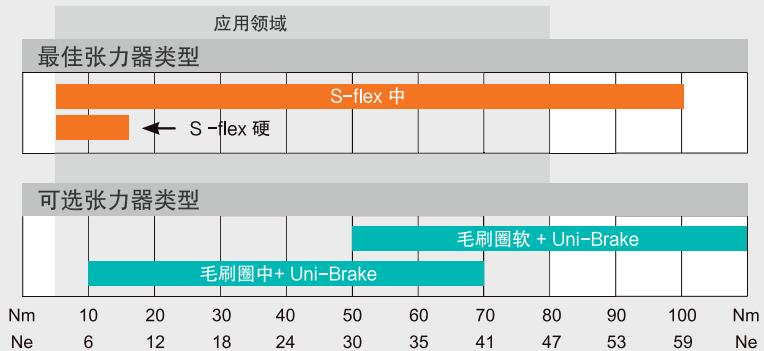 应用领域
最佳张力器类型
S-flex 中
S -flex 硬
可选张力器类型
毛刷圈软 + Uni-Brake
毛刷圈中+ Uni-Brake
Nm 10 20 30 40 50 60 70 80 90 100 Nm
Ne 6 12 18 24 30 35 41 47 53 59 Ne